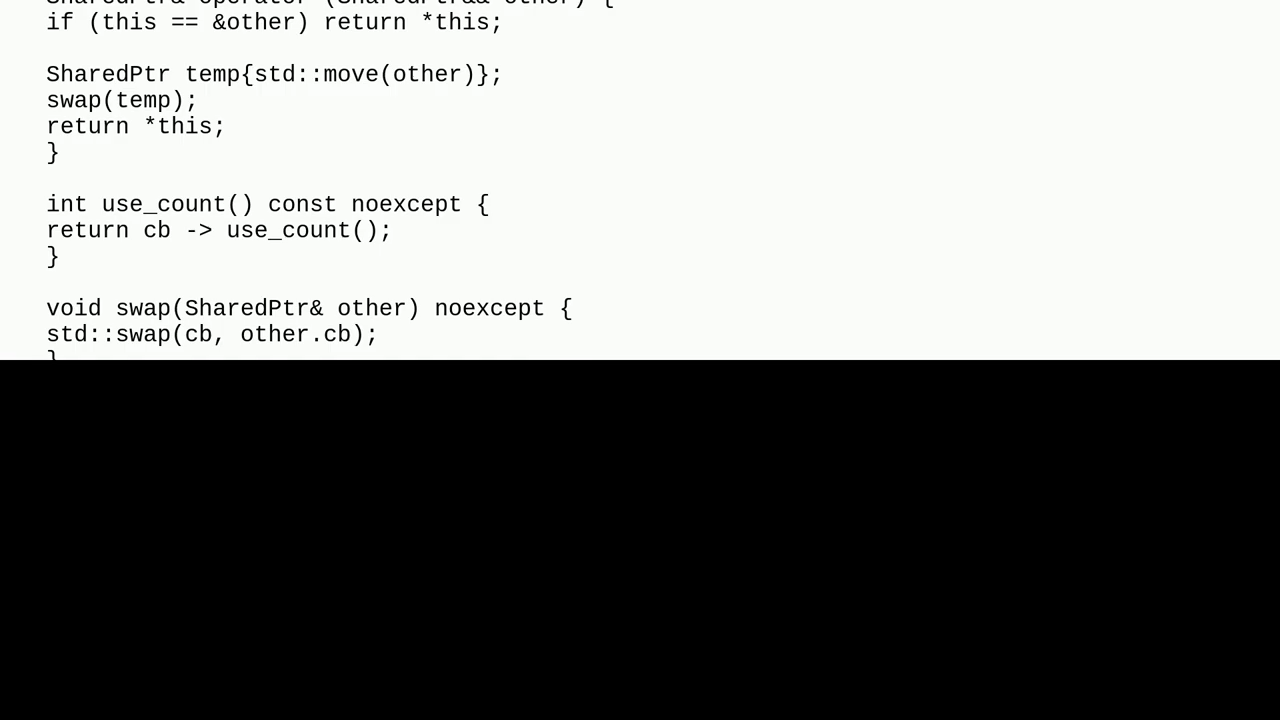 if (this == &other) return *this;
SharedPtr temp{std::move(other)};
swap(temp);
return *this;
}
int use_count() const noexcept {
return cb -> use_count();
}
void swap(SharedPtr& other) noexcept {
std::swap(cb, other.cb);
}